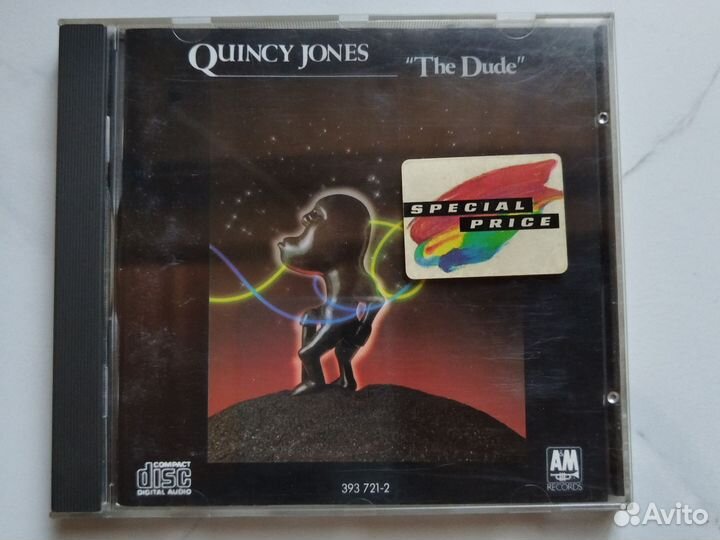 QUINCY JONES
"The Dude"
SPECIAL
PRICE
COMPACT
disc
DIGITAL AUDIO
393 721-2
A&M
RECORDS
Avito